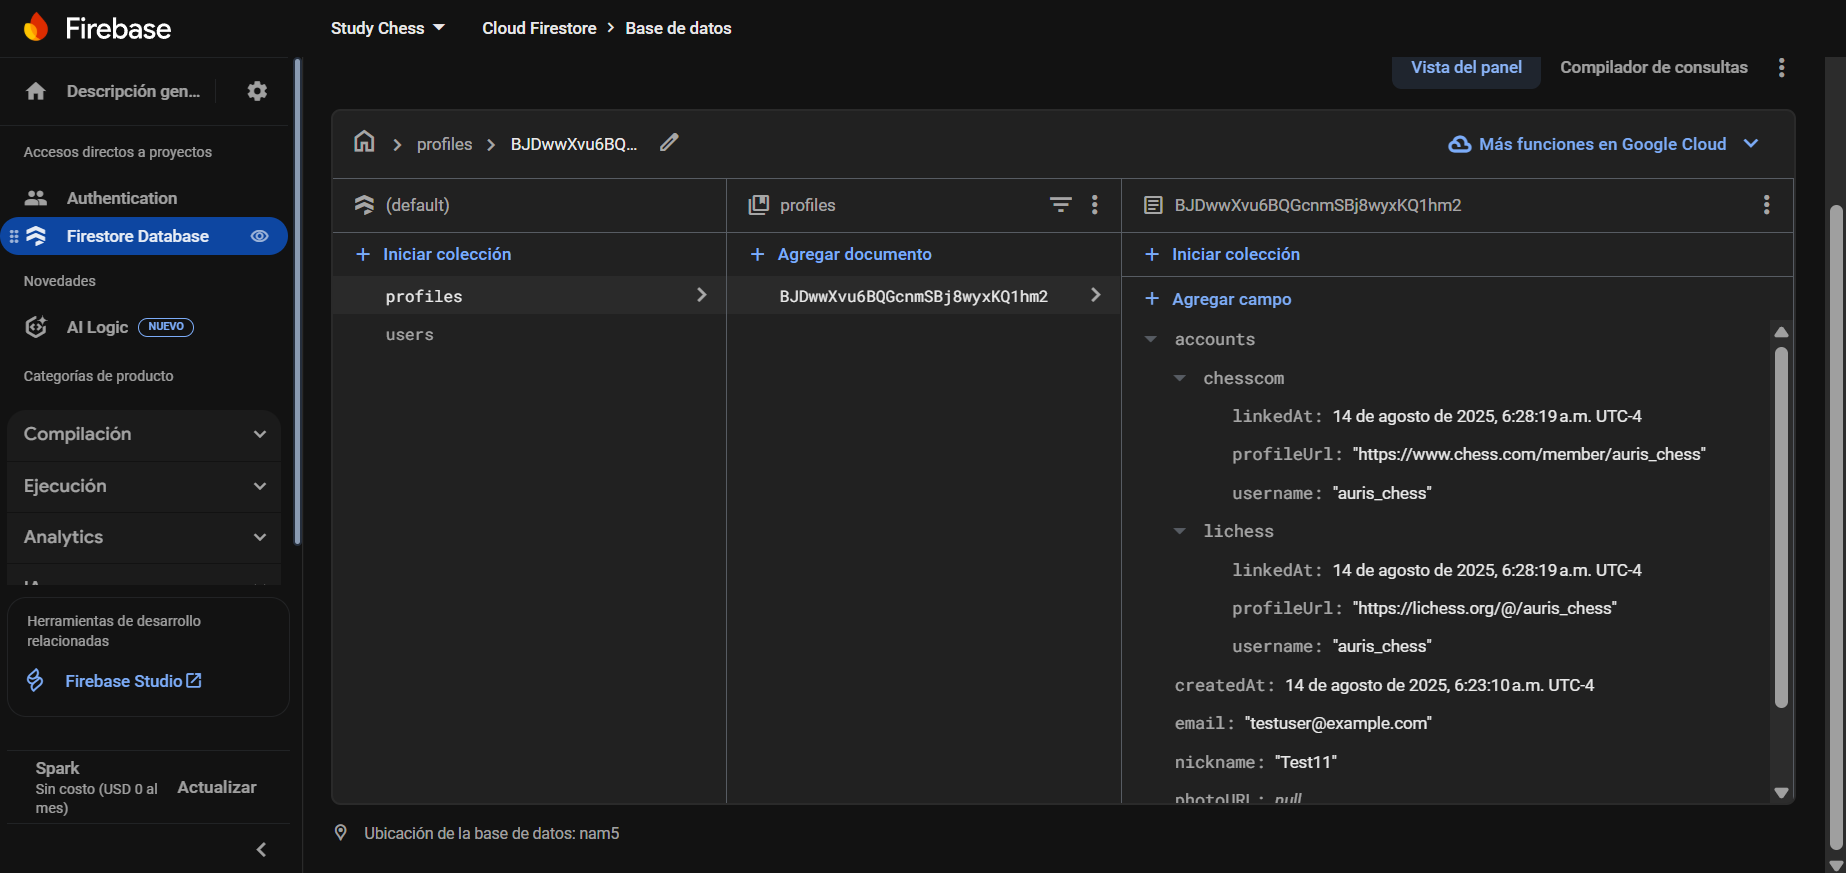 Firebase
Study Chess
Cloud Firestore > Base de datos
Descripción gen...
Accesos directos a proyectos
Authentication
Firestore Database
Novedades
AI Logic NUEVO
Categorías de producto
Compilación
Ejecución
Analytics
Herramientas de desarrollo
relacionadas
Firebase Studio
Spark
Sin costo (USD 0 al
mes)
Actualizar
Vista del panel
Compilador de consultas
profiles > BJDwwXvu6BQ...
Más funciones en Google Cloud
(default)
Iniciar colección
profiles
users
profiles
Agregar documento
BJDwwXvu6BQGcnmSBj8wyxKQ1hm2
BJDwwXvu6BQGcnmSBj8wyxKQ1hm2
Iniciar colección
Agregar campo
accounts
chesscom
linkedAt: 14 de agosto de 2025, 6:28:19 a.m. UTC-4
profileUrl: "https://www.chess.com/member/auris_chess"
username: "auris_chess"
lichess
linkedAt: 14 de agosto de 2025, 6:28:19 a.m. UTC-4
profileUrl: "https://lichess.org/@/auris_chess"
username: "auris_chess"
createdAt: 14 de agosto de 2025, 6:23:10 a.m. UTC-4
email: "testuser@example.com"
nickname: "Test11"
photoURL: null
Ubicación de la base de datos: nam5